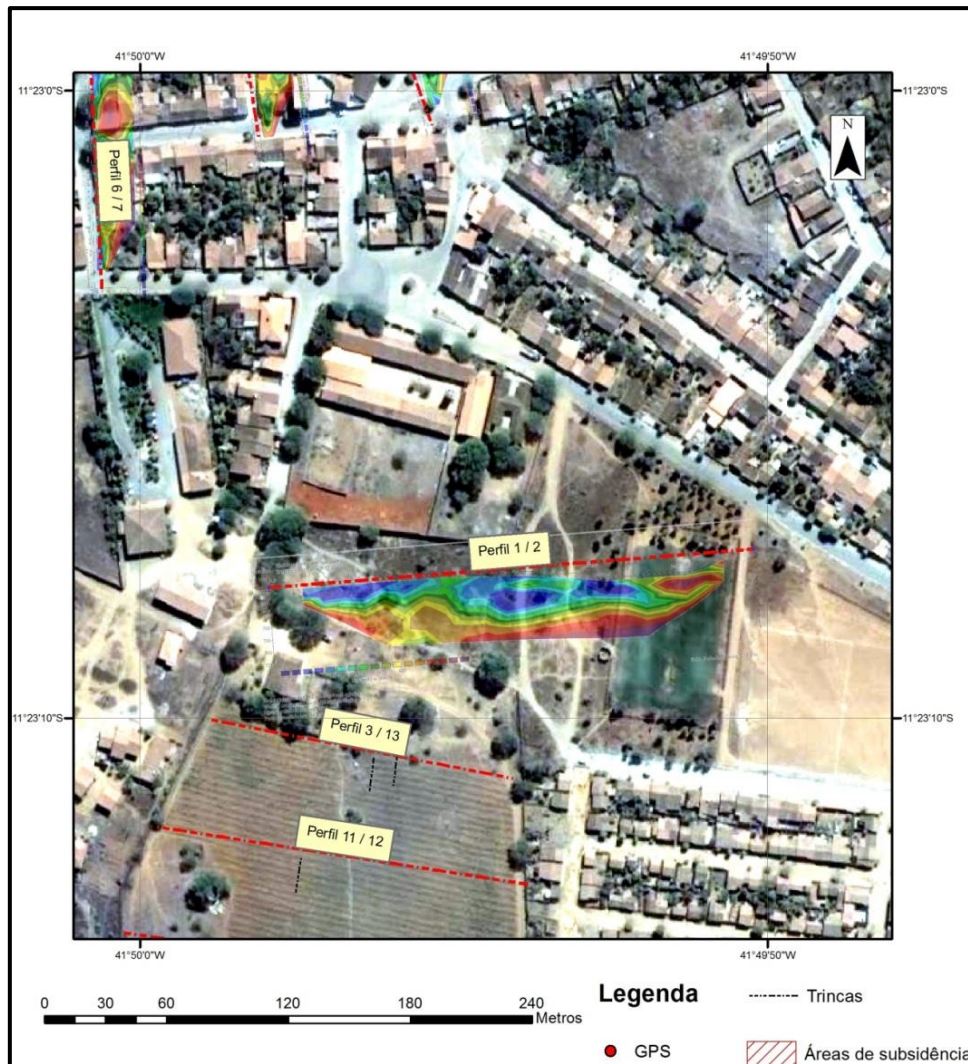 41°50'0"W 41°49'50"W
11°23'0"S 11°23'0"S
N
Perfil 6 / 7
Perfil 1 / 2
11°23'10"S 11°23'10"S
Perfil 3 / 13
Perfil 11 / 12
41°50'0"W 41°49'50"W
0 30 60 120 180 240
Metros
Legenda
Trincas
GPS
Áreas de subsidência